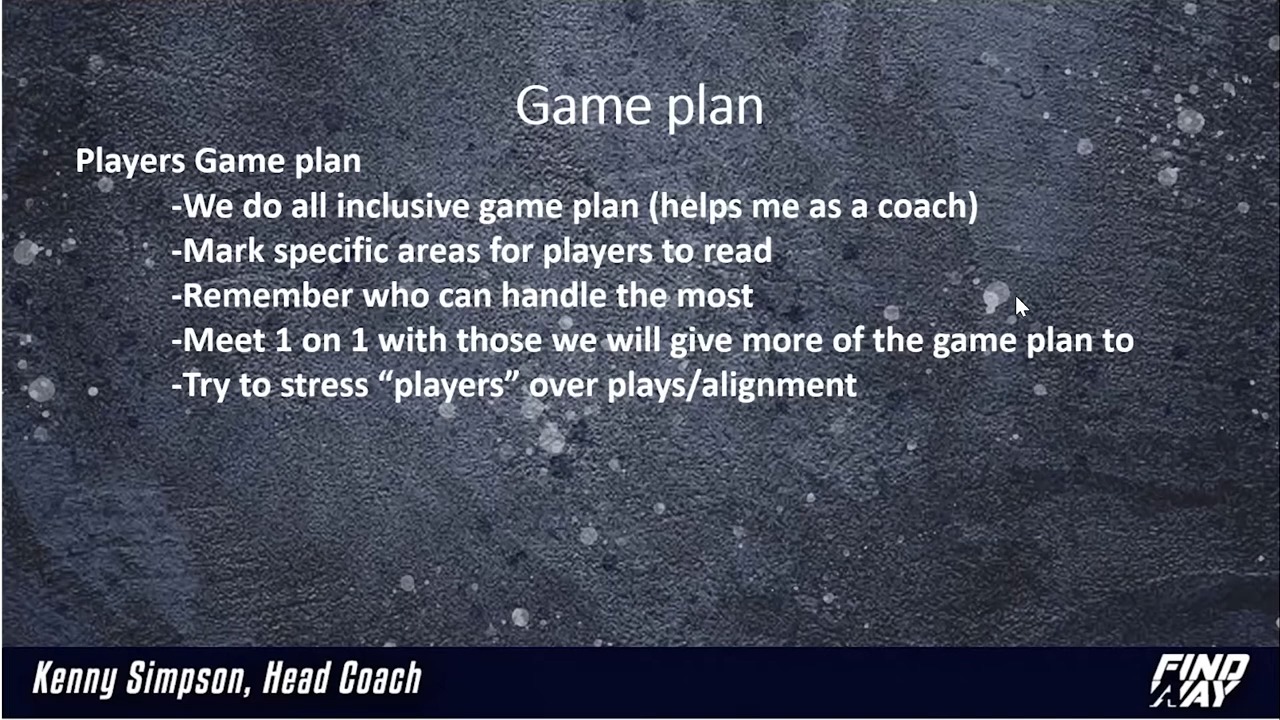 Game plan
Players Game plan
-We do all inclusive game plan (helps me as a coach)
-Mark specific areas for players to read
-Remember who can handle the most
-Meet 1 on 1 with those we will give more of the game plan to
-Try to stress “players” over plays/alignment
Kenny Simpson, Head Coach
FIND
A WAY